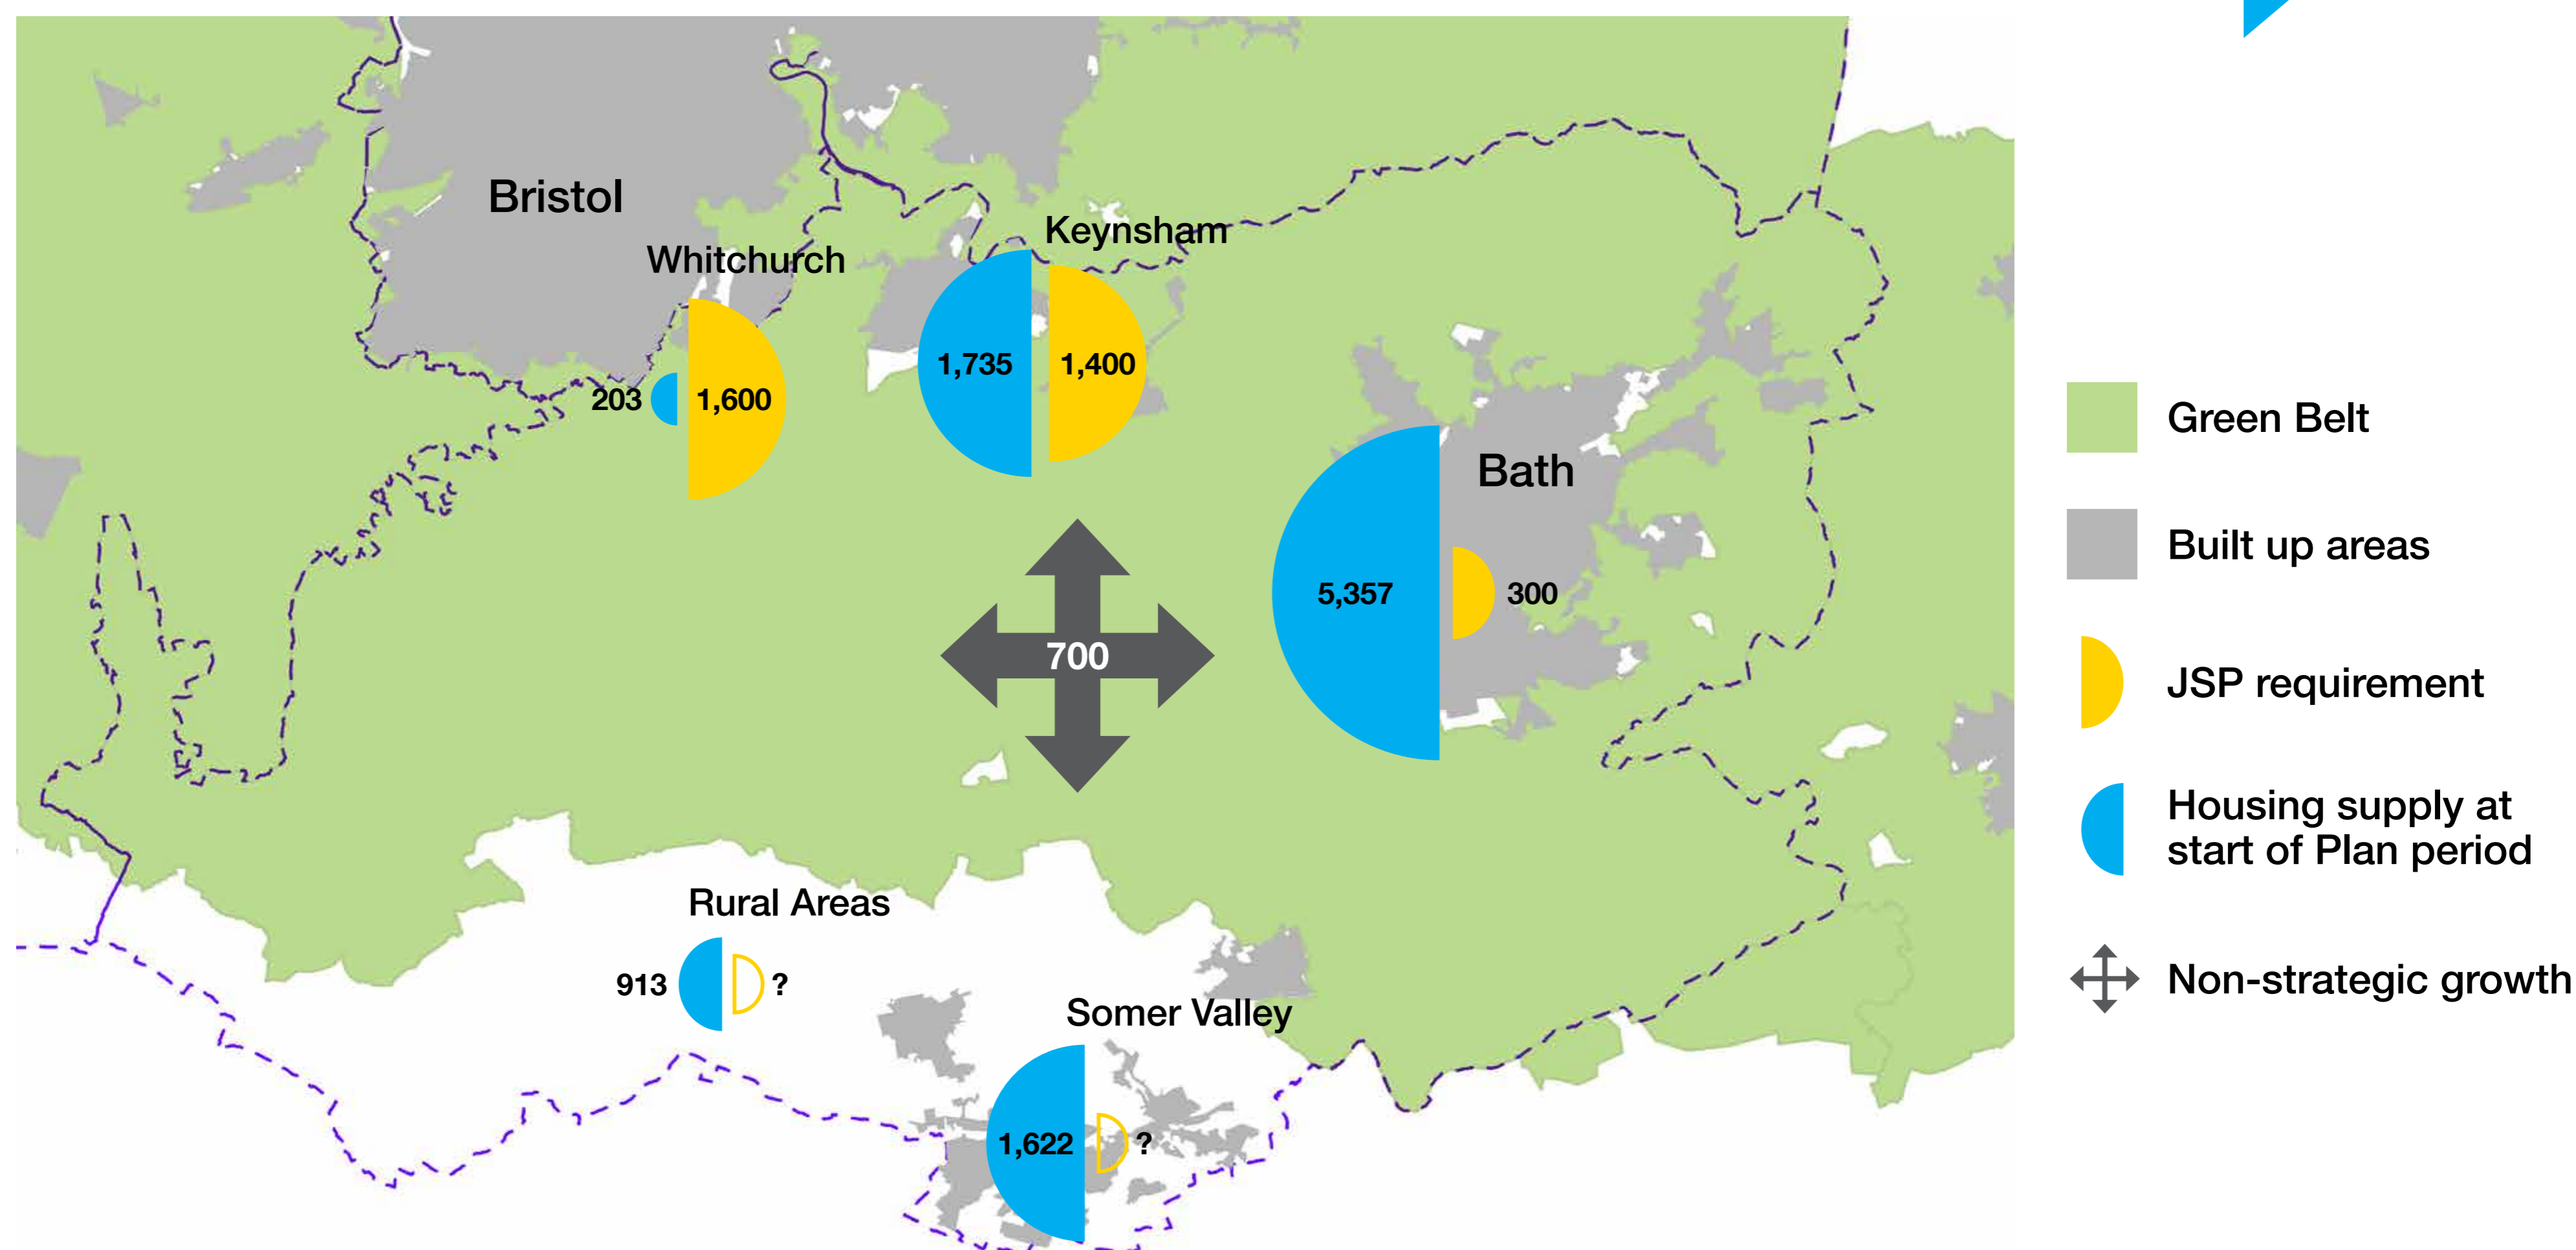 Bristol
Whitchurch
203
1,600
Keynsham
1,735
1,400
Bath
5,357
300
700
Rural Areas
913
?
Somer Valley
1,622
?
Green Belt
Built up areas
JSP requirement
Housing supply at
start of Plan period
Non-strategic growth